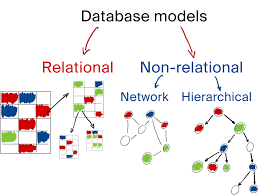 Database models
Relational
Non-relational
Network
Hierarchical